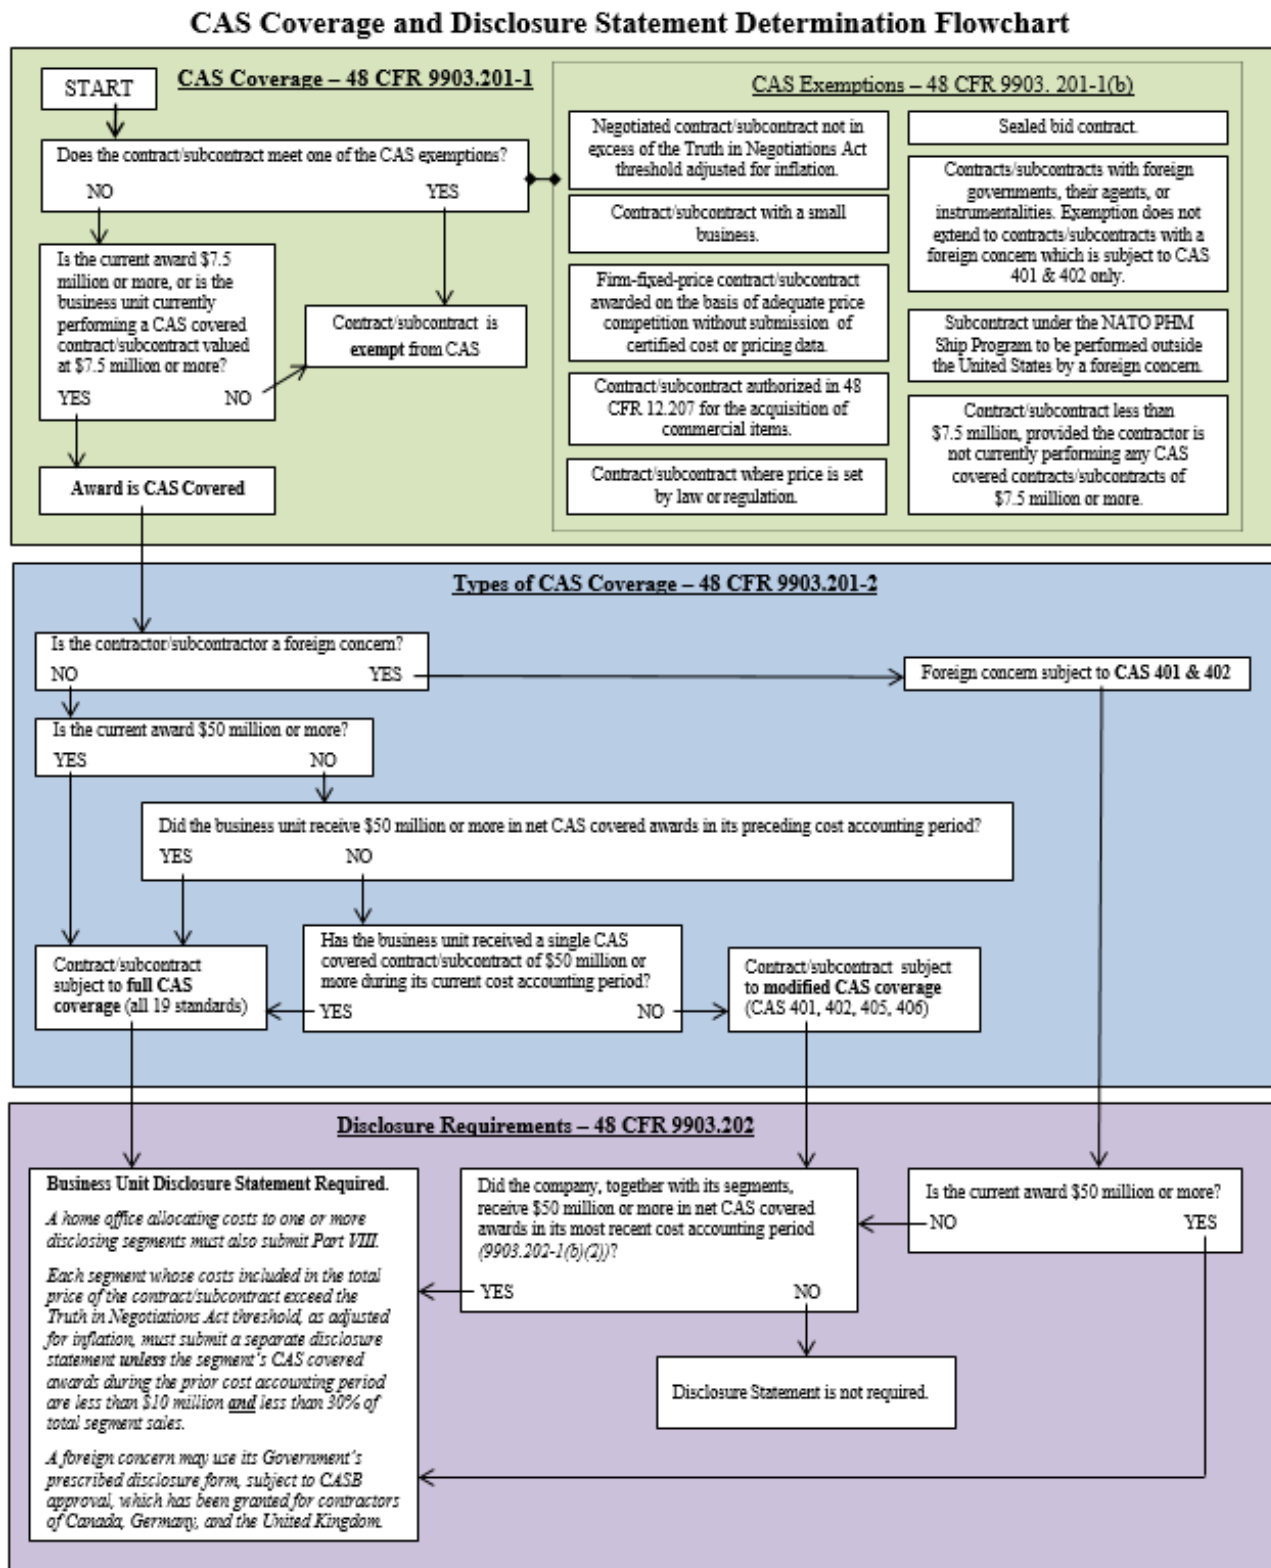 CAS Coverage and Disclosure Statement Determination Flowchart
CAS Coverage – 48 CFR 9903.201-1
START
Does the contract/subcontract meet one of the CAS exemptions?
NO YES
Is the current award $7.5
million or more, or is the
business unit currently
performing a CAS covered
contract/subcontract valued
at $7.5 million or more?
YES NO
Contract/subcontract is
exempt from CAS
Award is CAS Covered
CAS Exemptions – 48 CFR 9903. 201-1(b)
Negotiated contract/subcontract not in
excess of the Truth in Negotiations Act
threshold adjusted for inflation.
Contract/subcontract with a small
business.
Firm-fixed-price contract/subcontract
awarded on the basis of adequate price
competition without submission of
certified cost or pricing data.
Contract/subcontract authorized in 48
CFR 12.207 for the acquisition of
commercial items.
Contract/subcontract where price is set
by law or regulation.
Sealed bid contract.
Contracts/subcontracts with foreign
governments, their agents, or
instrumentalities. Exemption does not
extend to contracts/subcontracts with a
foreign concern which is subject to CAS
401 & 402 only.
Subcontract under the NATO PHM
Ship Program to be performed outside
the United States by a foreign concern.
Contract/subcontract less than
$7.5 million, provided the contractor is
not currently performing any CAS
covered contracts/subcontracts of
$7.5 million or more.
Types of CAS Coverage – 48 CFR 9903.201-2
Is the contractor/subcontractor a foreign concern?
NO YES
Foreign concern subject to CAS 401 & 402
Is the current award $50 million or more?
YES NO
Did the business unit receive $50 million or more in net CAS covered awards in its preceding cost accounting period?
YES NO
Contract/subcontract
subject to full CAS
coverage (all 19 standards)
Has the business unit received a single CAS
covered contract/subcontract of $50 million or
more during its current cost accounting period?
YES NO
Contract/subcontract subject
to modified CAS coverage
(CAS 401, 402, 405, 406)
Disclosure Requirements – 48 CFR 9903.202
Business Unit Disclosure Statement Required.
A home office allocating costs to one or more
disclosing segments must also submit Part VIII.
Each segment whose costs included in the total
price of the contract/subcontract exceed the
Truth in Negotiations Act threshold, as adjusted
for inflation, must submit a separate disclosure
statement unless the segment's CAS covered
awards during the prior cost accounting period
are less than $10 million and less than 30% of
total segment sales.
A foreign concern may use its Government's
prescribed disclosure form, subject to CASB
approval, which has been granted for contractors
of Canada, Germany, and the United Kingdom.
Did the company, together with its segments,
receive $50 million or more in net CAS covered
awards in its most recent cost accounting period
(9903.202-1(b)(2))?
YES NO
Is the current award $50 million or more?
NO YES
Disclosure Statement is not required.